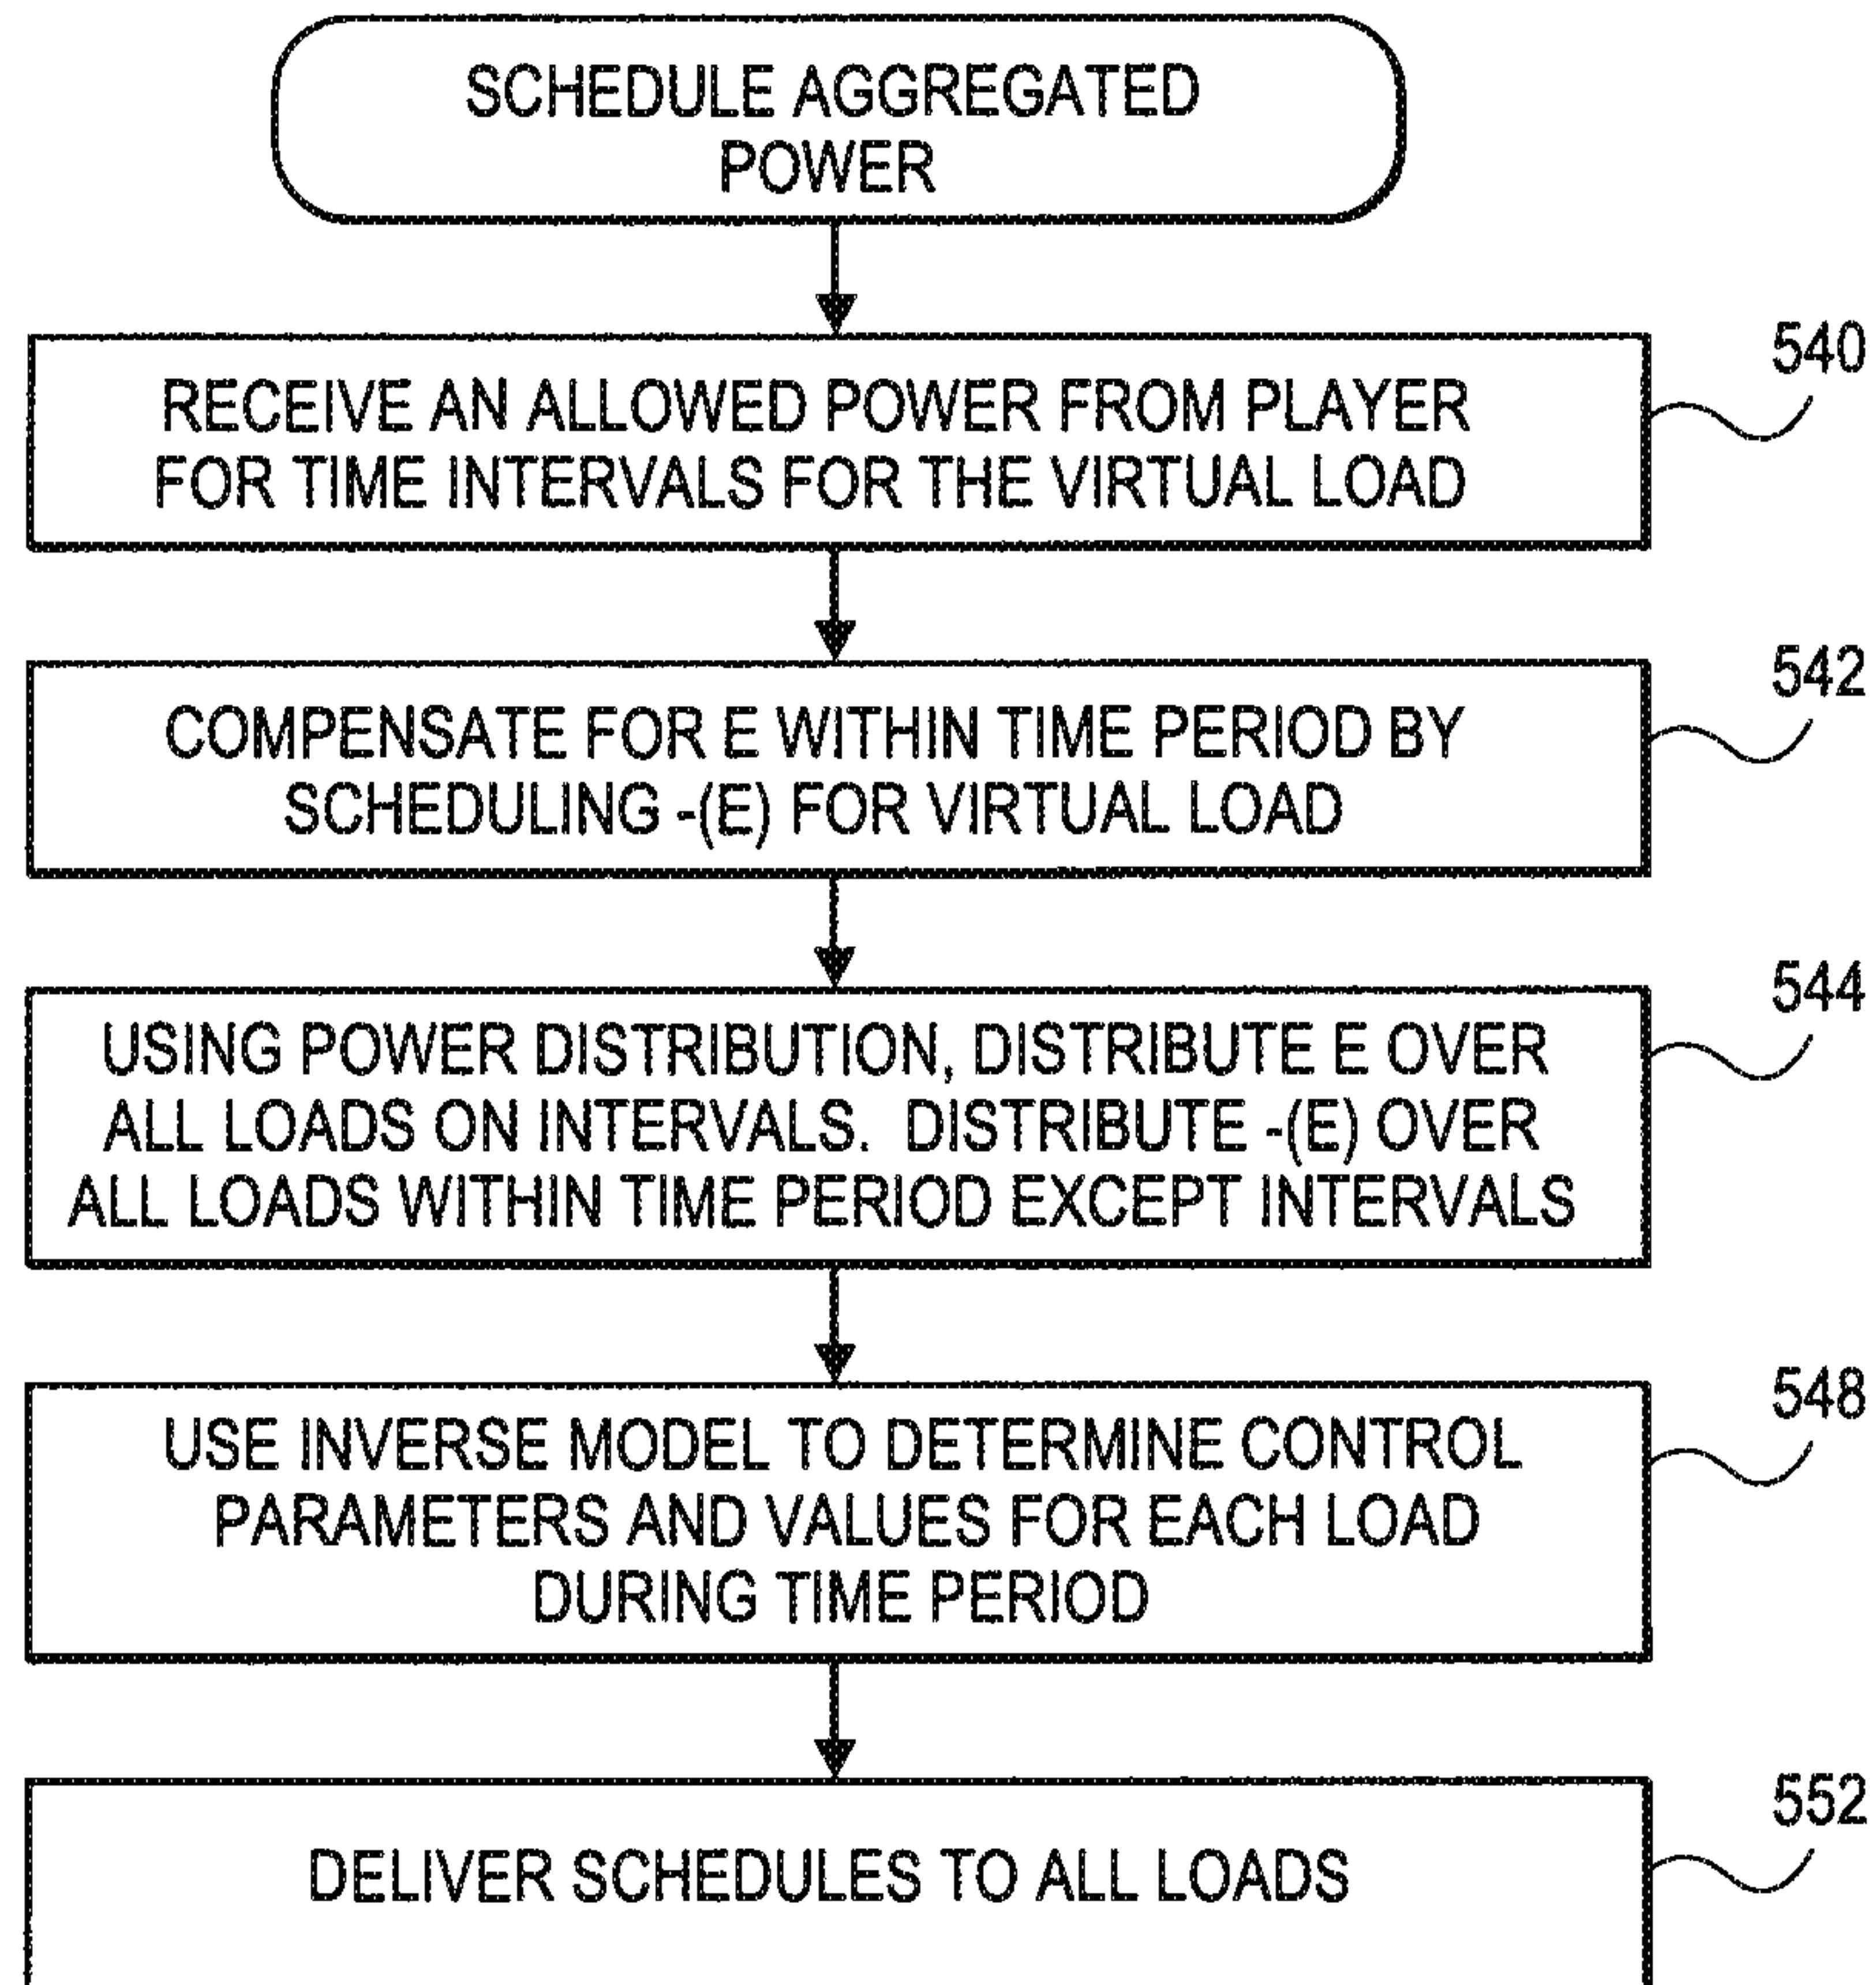 SCHEDULE AGGREGATED
POWER
540
RECEIVE AN ALLOWED POWER FROM PLAYER
FOR TIME INTERVALS FOR THE VIRTUAL LOAD
542
COMPENSATE FOR E WITHIN TIME PERIOD BY
SCHEDULING -(E) FOR VIRTUAL LOAD
544
USING POWER DISTRIBUTION, DISTRIBUTE E OVER
ALL LOADS ON INTERVALS. DISTRIBUTE -(E) OVER
ALL LOADS WITHIN TIME PERIOD EXCEPT INTERVALS
548
USE INVERSE MODEL TO DETERMINE CONTROL
PARAMETERS AND VALUES FOR EACH LOAD
DURING TIME PERIOD
552
DELIVER SCHEDULES TO ALL LOADS